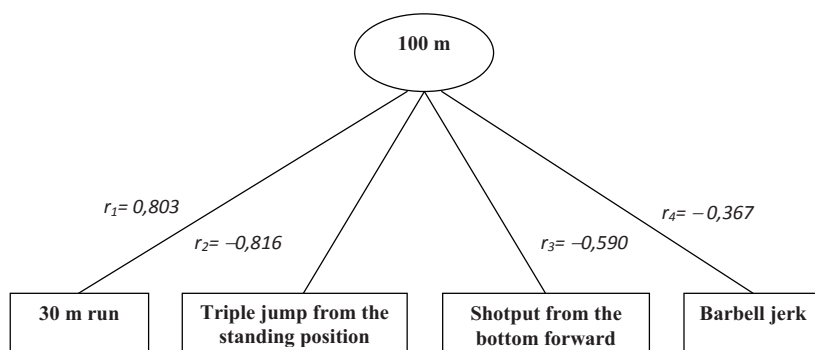 100 m
r₁= 0,803
r₂= –0,816
r₃= –0,590
r₄= – 0,367
30 m run
Triple jump from the
standing position
Shotput from the
bottom forward
Barbell jerk